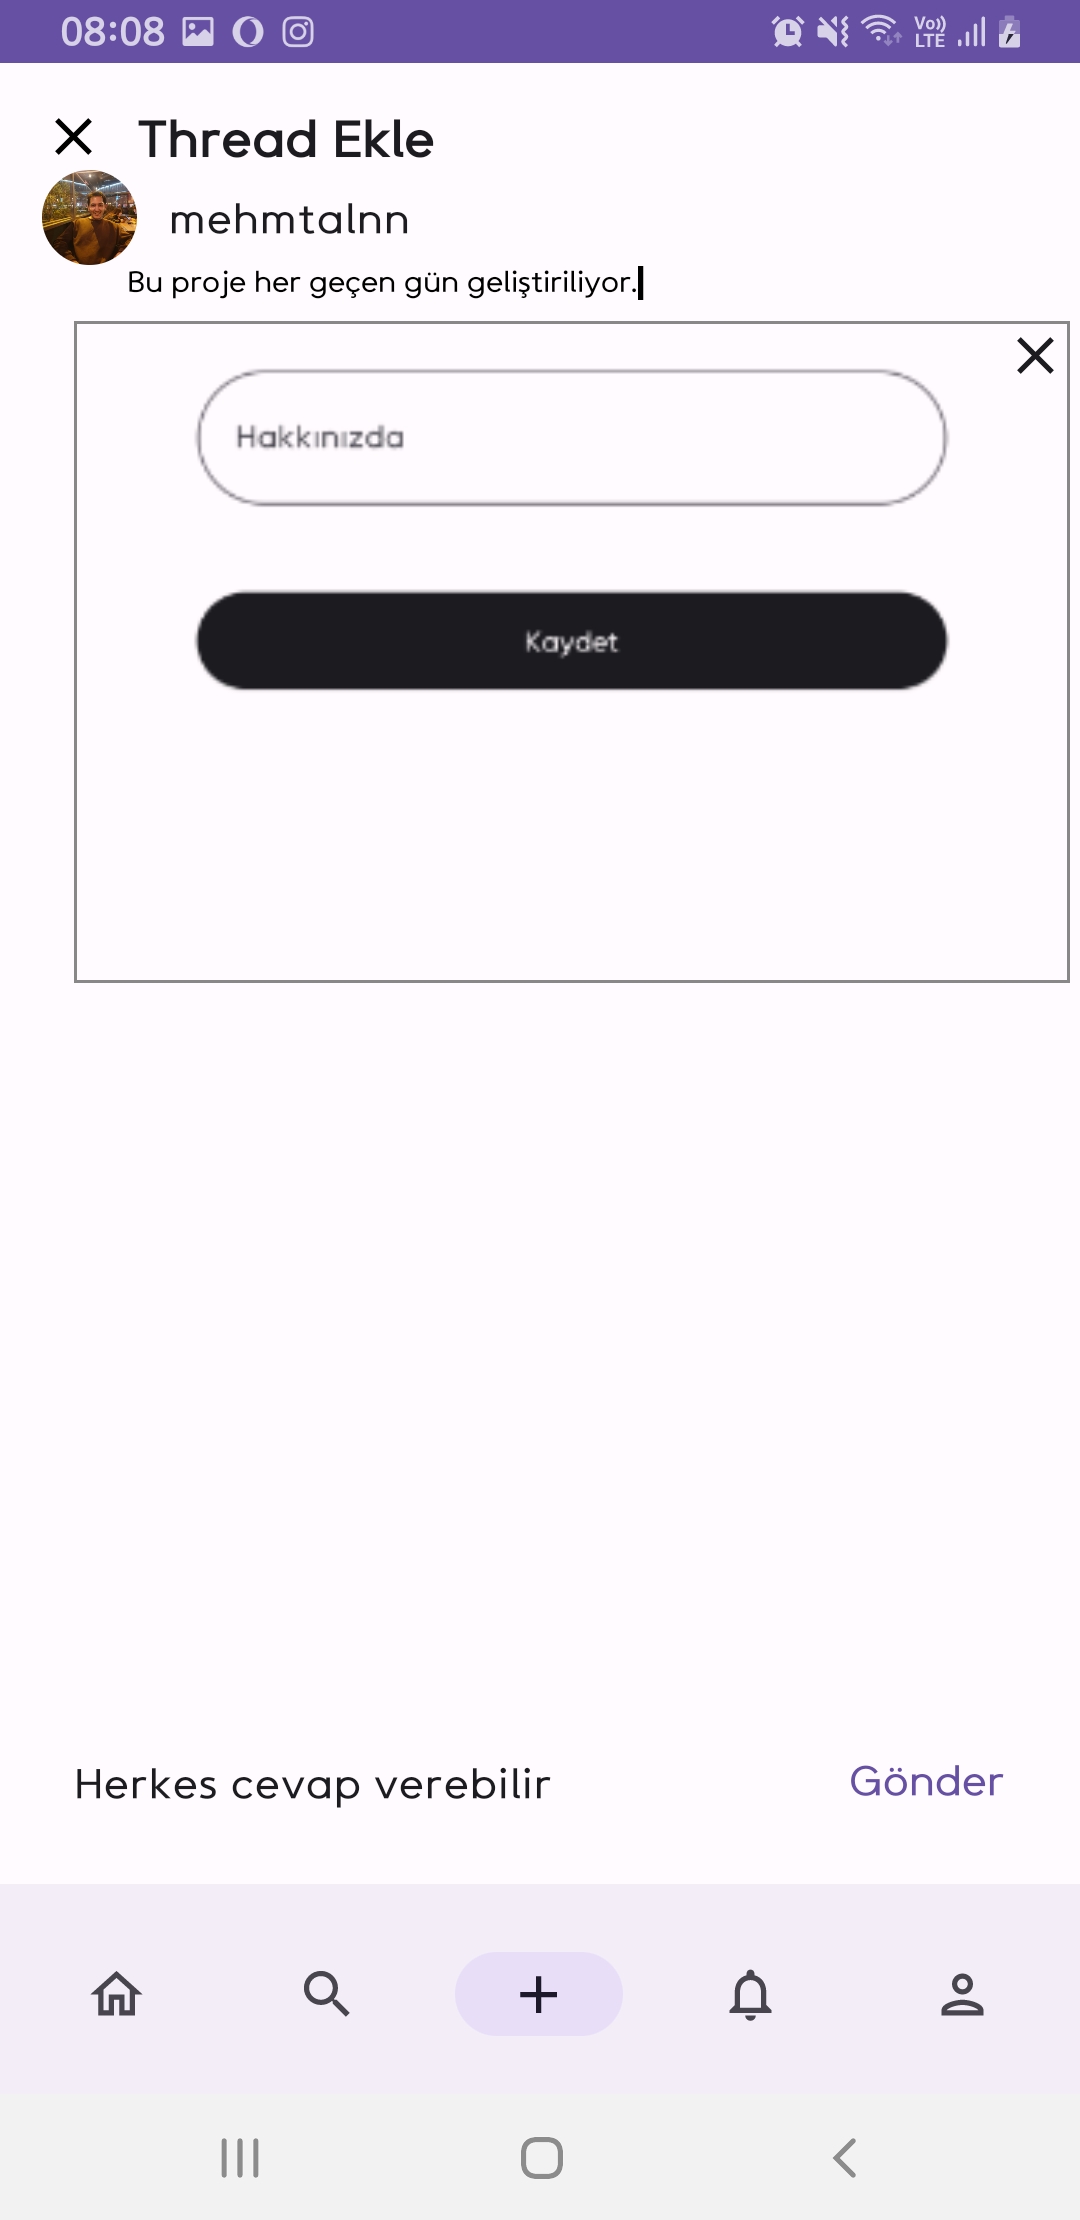 08:08
Vo)) LTE
Thread Ekle
mehmtalnn
Bu proje her geçen gün geliştiriliyor.
Hakkınızda
Kaydet
Herkes cevap verebilir
Gönder